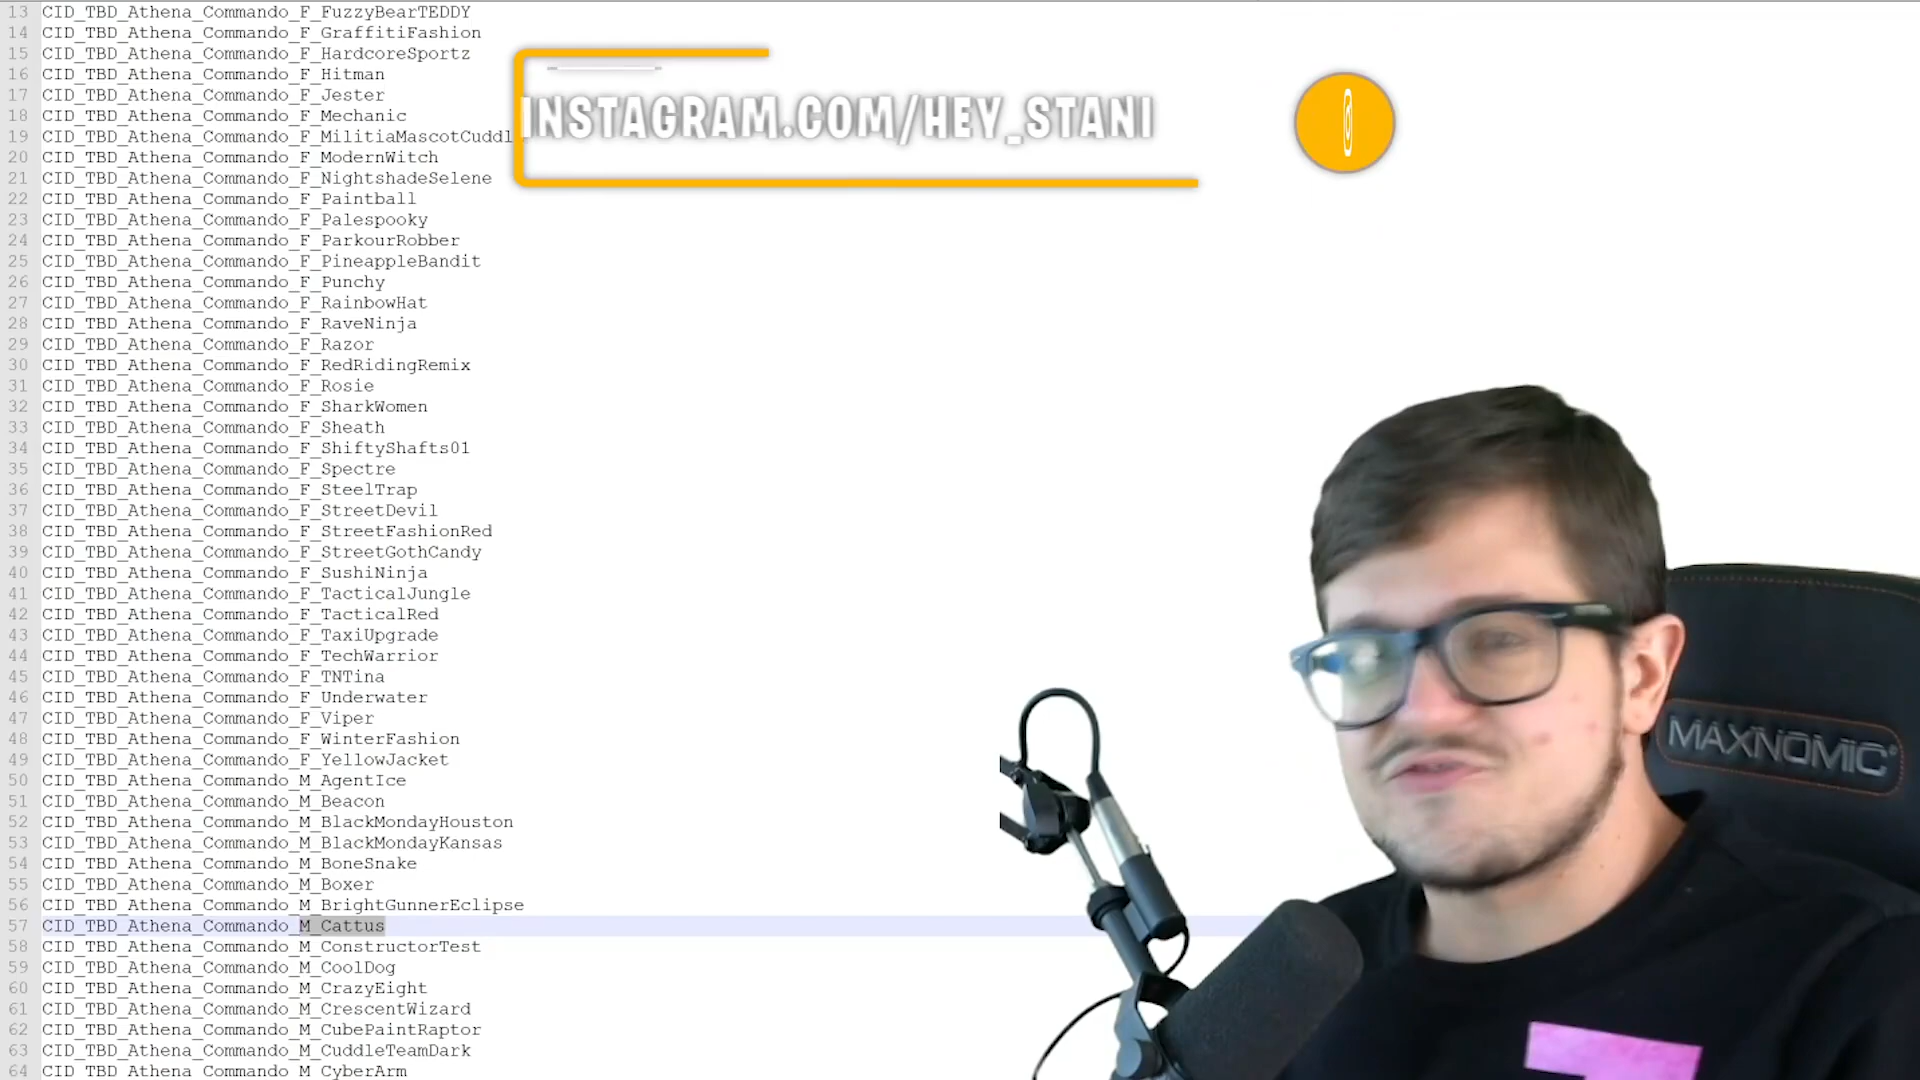 13 CID_TBD_Athena_Commando_F_FuzzyBearTEDDY
14 CID_TBD_Athena_Commando_F_GraffitiFashion
15 CID_TBD_Athena_Commando_F_HardcoreSportz
16 CID_TBD_Athena_Commando_F_Hitman
17 CID_TBD_Athena_Commando_F_Jester
18 CID_TBD_Athena_Commando_F_Mechanic
19 CID_TBD_Athena_Commando_F_MilitiaMascotCuddl
INSTAGRAM.COM/HEY_STANI
20 CID_TBD_Athena_Commando_F_ModernWitch
21 CID_TBD_Athena_Commando_F_NightshadeSelene
22 CID_TBD_Athena_Commando_F_Paintball
23 CID_TBD_Athena_Commando_F_Palespooky
24 CID_TBD_Athena_Commando_F_ParkourRobber
25 CID_TBD_Athena_Commando_F_PineappleBandit
26 CID_TBD_Athena_Commando_F_Punchy
27 CID_TBD_Athena_Commando_F_RainbowHat
28 CID_TBD_Athena_Commando_F_RaveNinja
29 CID_TBD_Athena_Commando_F_Razor
30 CID_TBD_Athena_Commando_F_RedRidingRemix
31 CID_TBD_Athena_Commando_F_Rosie
32 CID_TBD_Athena_Commando_F_SharkWomen
33 CID_TBD_Athena_Commando_F_Sheath
34 CID_TBD_Athena_Commando_F_ShiftyShafts01
35 CID_TBD_Athena_Commando_F_Spectre
36 CID_TBD_Athena_Commando_F_SteelTrap
37 CID_TBD_Athena_Commando_F_StreetDevil
38 CID_TBD_Athena_Commando_F_StreetFashionRed
39 CID_TBD_Athena_Commando_F_StreetGothCandy
40 CID_TBD_Athena_Commando_F_SushiNinja
41 CID_TBD_Athena_Commando_F_TacticalJungle
42 CID_TBD_Athena_Commando_F_TacticalRed
43 CID_TBD_Athena_Commando_F_TaxiUpgrade
44 CID_TBD_Athena_Commando_F_TechWarrior
45 CID_TBD_Athena_Commando_F_TNTina
46 CID_TBD_Athena_Commando_F_Underwater
47 CID_TBD_Athena_Commando_F_Viper
48 CID_TBD_Athena_Commando_F_WinterFashion
49 CID_TBD_Athena_Commando_F_YellowJacket
50 CID_TBD_Athena_Commando_M_AgentIce
51 CID_TBD_Athena_Commando_M_Beacon
52 CID_TBD_Athena_Commando_M_BlackMondayHouston
53 CID_TBD_Athena_Commando_M_BlackMondayKansas
54 CID_TBD_Athena_Commando_M_BoneSnake
55 CID_TBD_Athena_Commando_M_Boxer
56 CID_TBD_Athena_Commando_M_BrightGunnerEclipse
57 CID_TBD_Athena_Commando_M_Cattus
58 CID_TBD_Athena_Commando_M_ConstructorTest
59 CID_TBD_Athena_Commando_M_CoolDog
60 CID_TBD_Athena_Commando_M_CrazyEight
61 CID_TBD_Athena_Commando_M_CrescentWizard
62 CID_TBD_Athena_Commando_M_CubePaintRaptor
63 CID_TBD_Athena_Commando_M_CuddleTeamDark
64 CID_TBD_Athena_Commando_M_CyberArm
MAXNOMIC